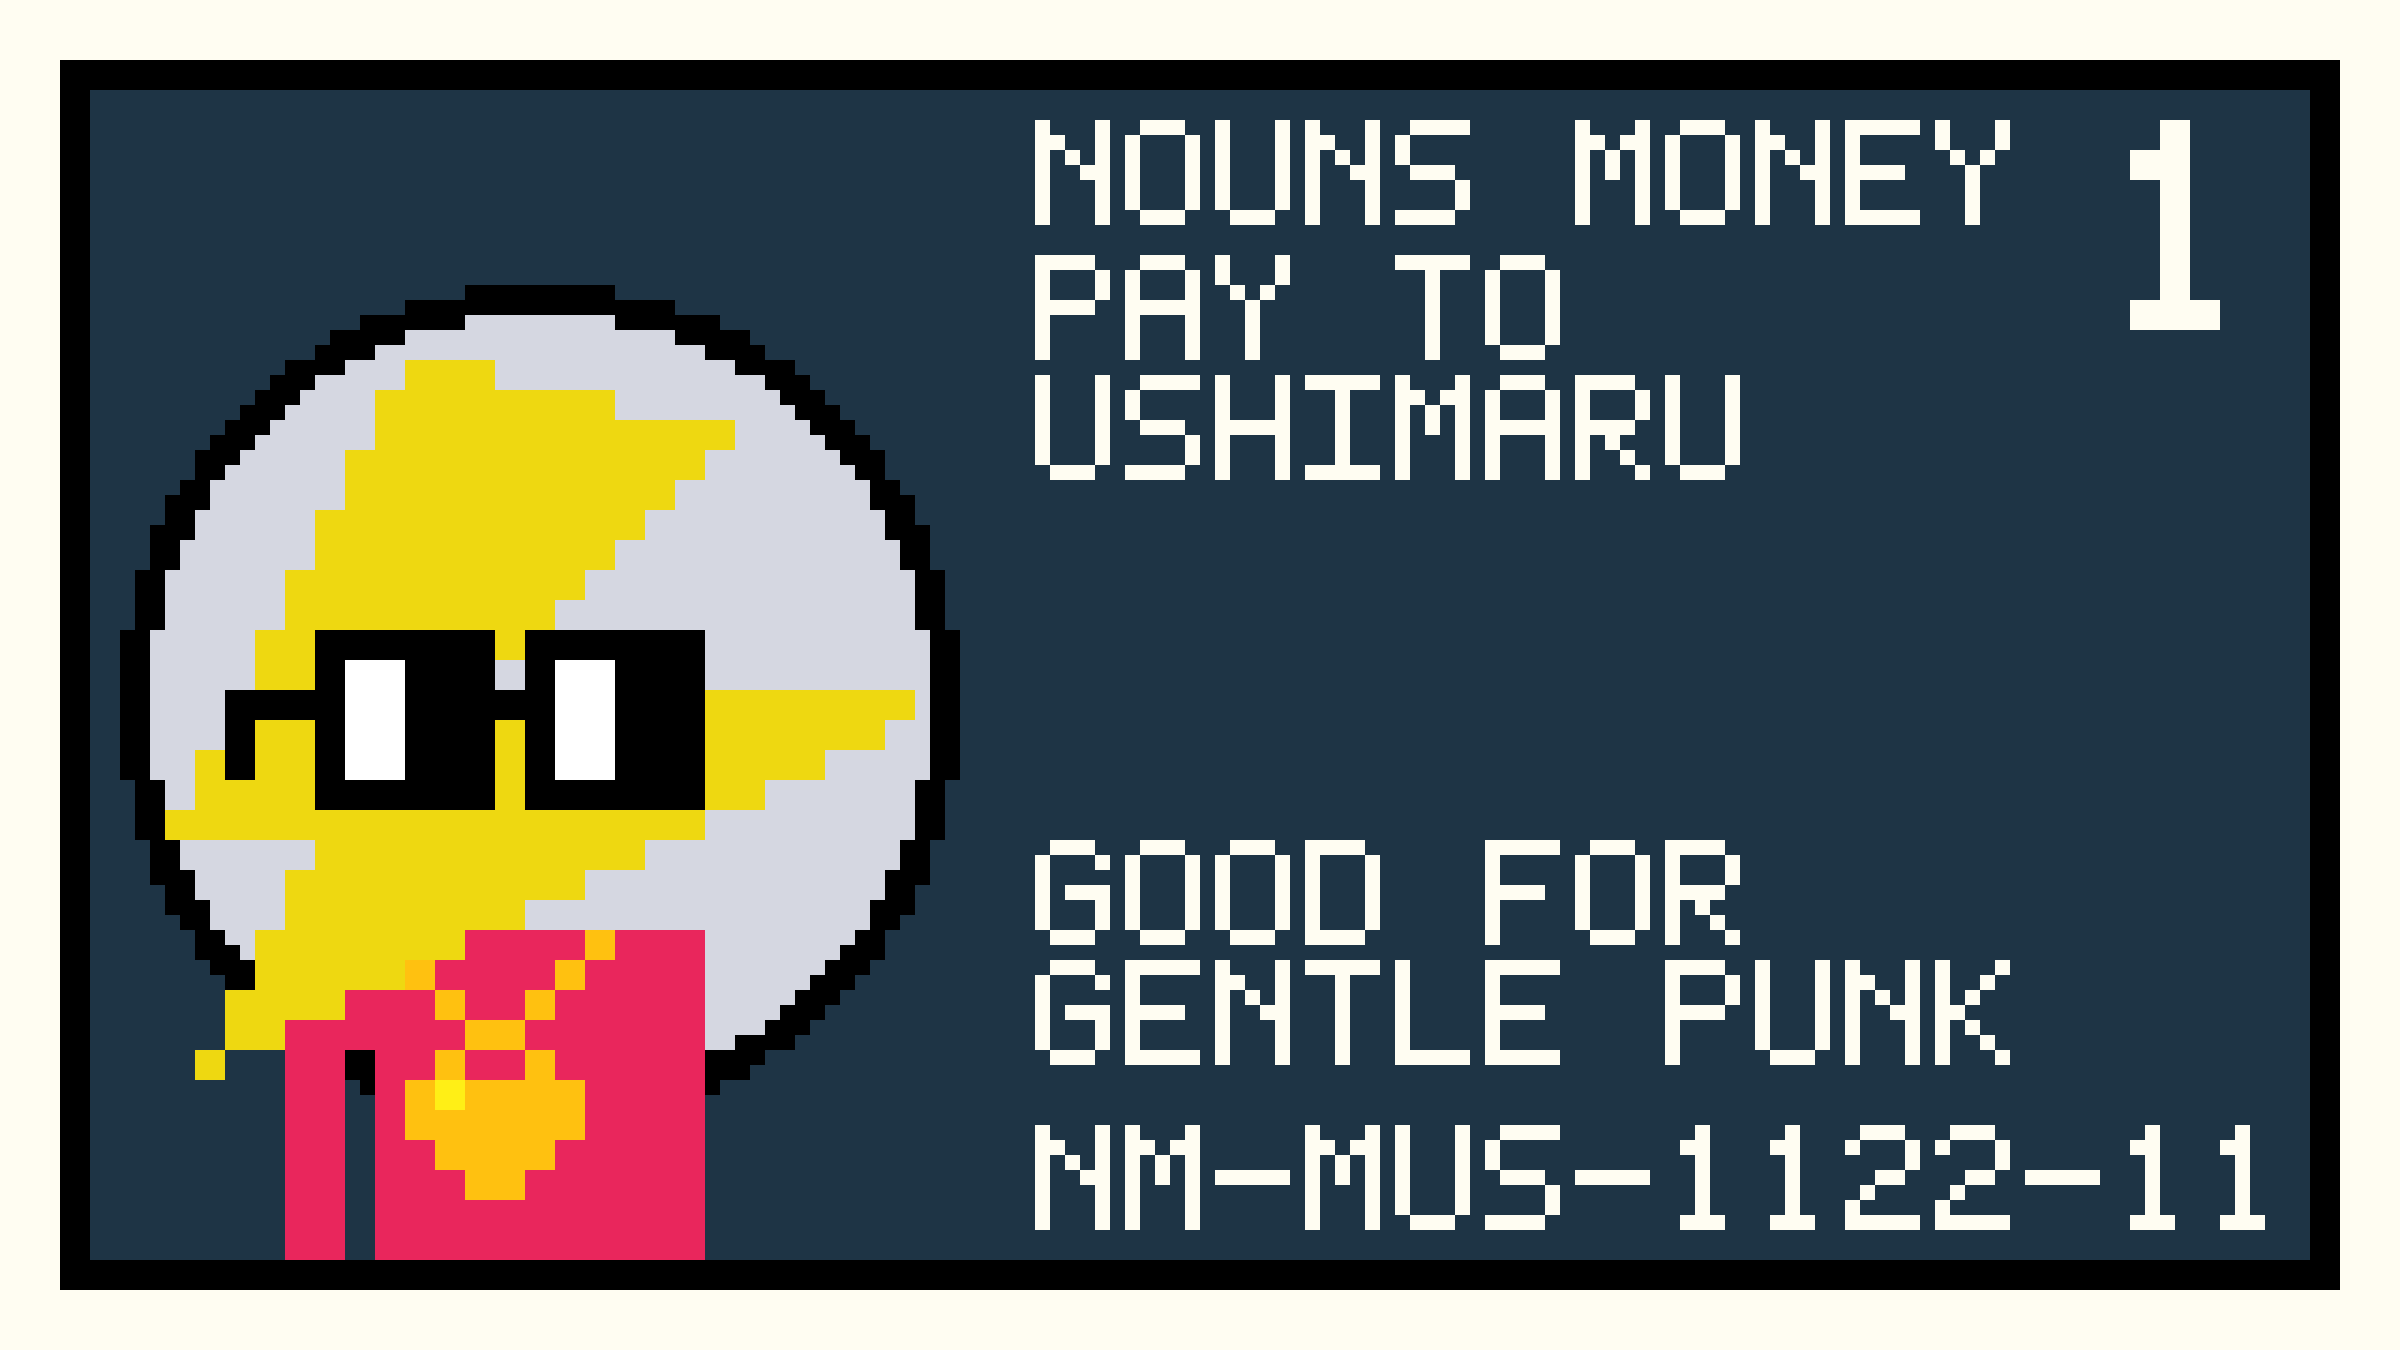 NOUNS MONEY 1
PAY TO
USHIMARU
GOOD FOR
GENTLE PUNK
NM-MUS-1122-11